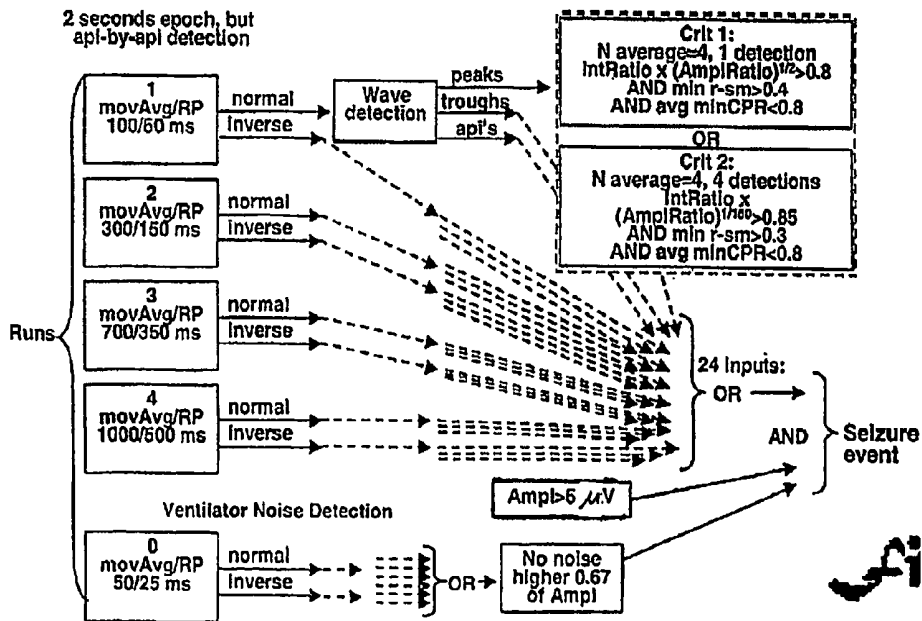 2 seconds epoch, but
api-by-api detection
Runs
1
movAvg/RP
100/50 ms
normal
inverse
Wave
detection
peaks
troughs
api's
Crit 1:
N average=4, 1 detection
IntRatio x (AmplRatio)1/2>0.8
AND min r-sm>0.4
AND avg minCPR<0.8
OR
Crit 2:
N average=4, 4 detections
IntRatio x
(AmplRatio)1/160>0.85
AND min r-sm>0.3
AND avg minCPR<0.8
2
movAvg/RP
300/150 ms
normal
inverse
3
movAvg/RP
700/350 ms
normal
inverse
4
movAvg/RP
1000/500 ms
normal
inverse
24 Inputs:
OR
AND
Seizure
event
Ampl>5 µV
Ventilator Noise Detection
0
movAvg/RP
50/25 ms
normal
inverse
OR
No noise
higher 0.67
of Ampl